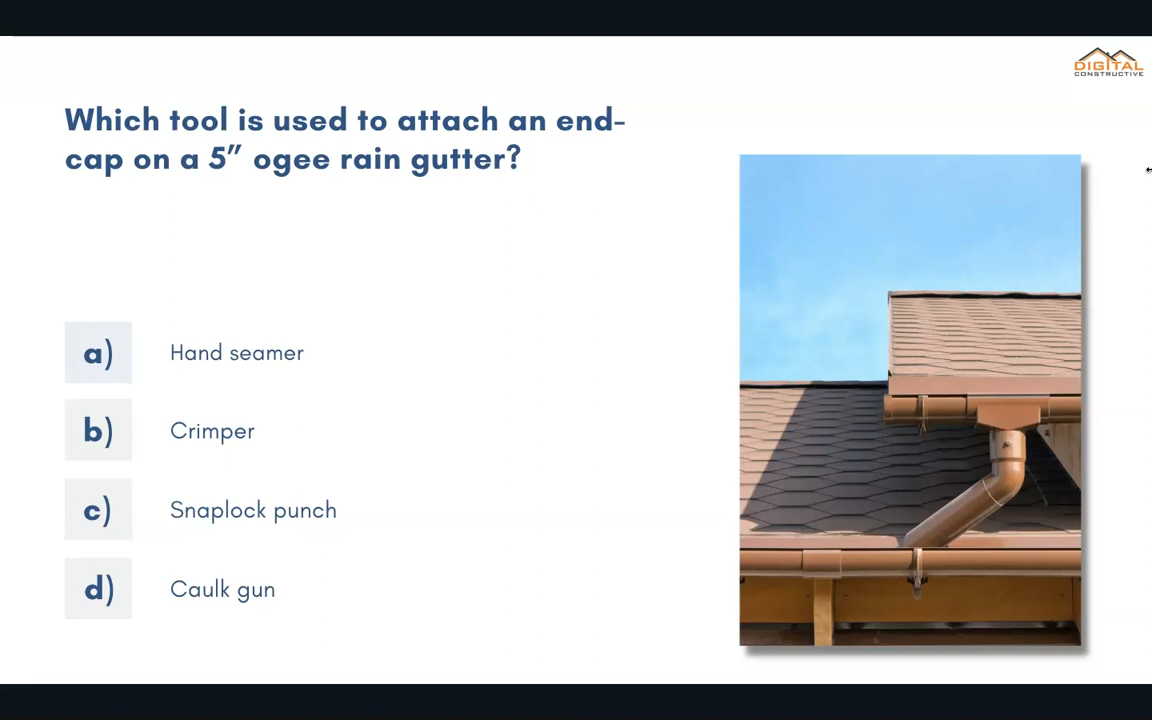 DIGITAL
CONSTRUCTIVE
Which tool is used to attach an end-
cap on a 5” ogee rain gutter?
a) Hand seamer
b) Crimper
c) Snaplock punch
d) Caulk gun